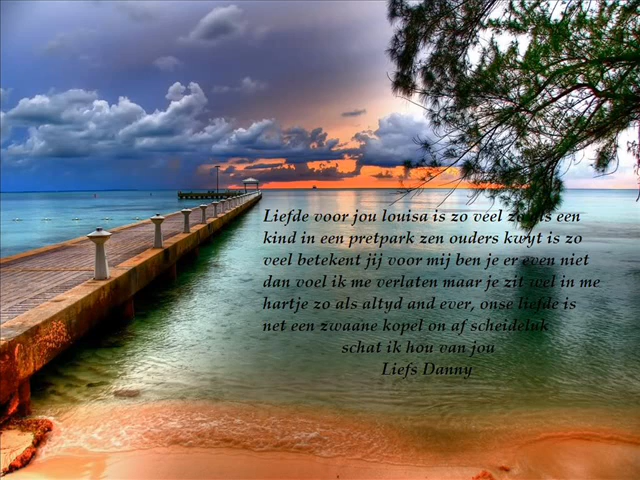 Liefde voor jou louisa is zo veel zo als een
kind in een pretpark zen ouders kwyt is zo
veel betekent jij voor mij ben je er even niet
dan voel ik me verlaten maar je zit wel in me
hartje zo als altyd and ever, onse liefde is
net een zwaane kopel on af scheideluk
schat ik hou van jou
Liefs Danny